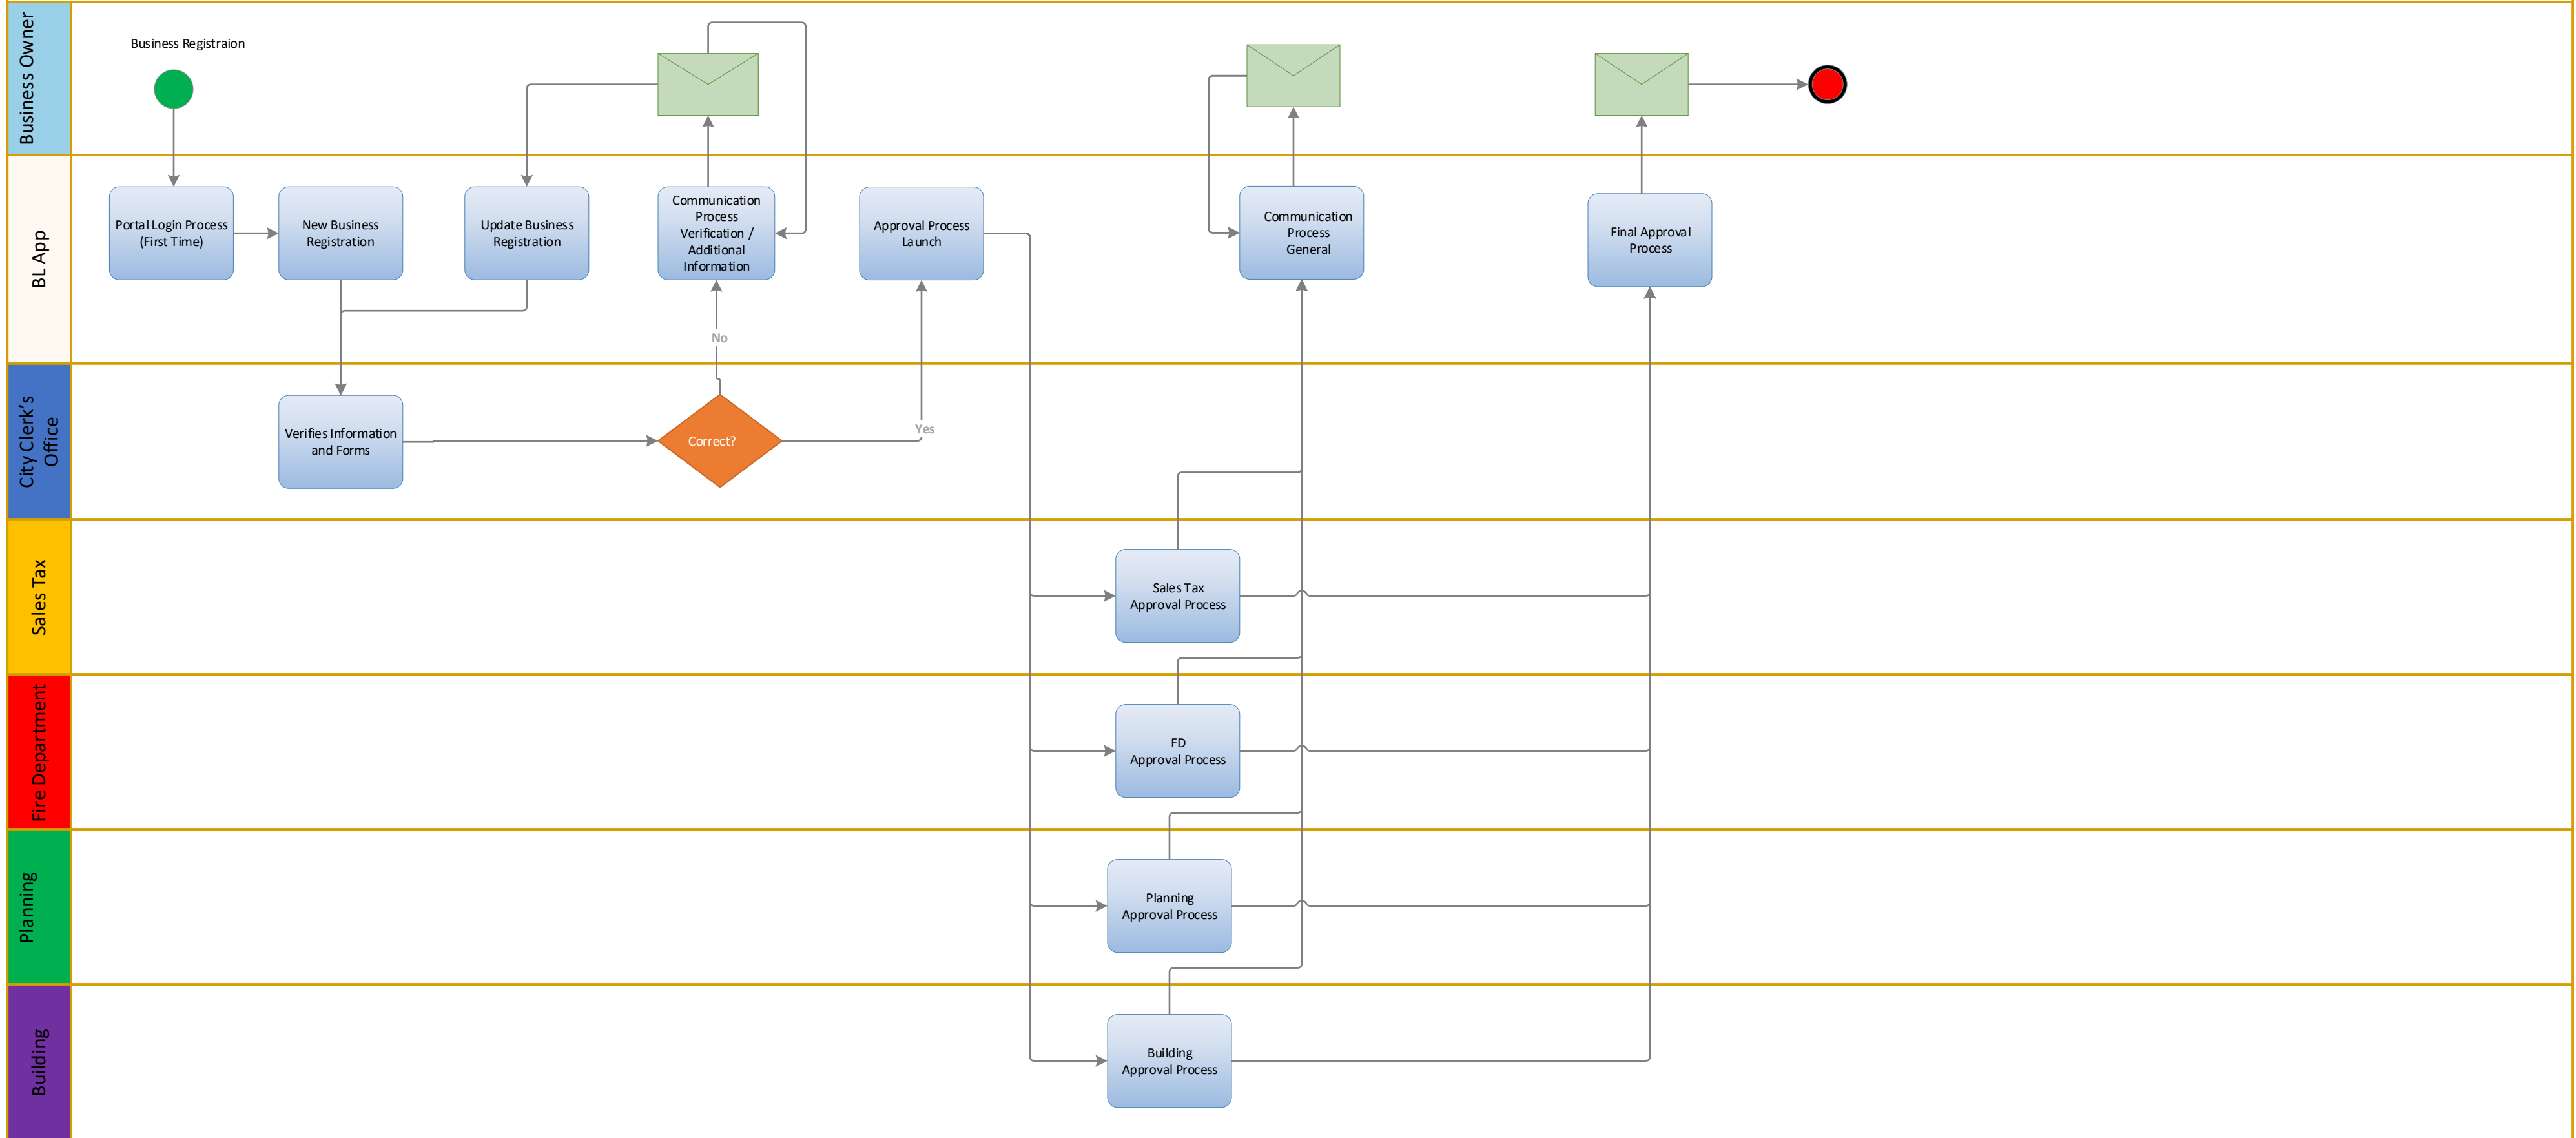 Business Owner
Business Registraion
BL App
Portal Login Process
(First Time)
New Business
Registration
Update Business
Registration
Communication
Process
Verification /
Additional
Information
Approval Process
Launch
Communication
Process
General
Final Approval
Process
No
City Clerk's
Office
Verifies Information
and Forms
Correct?
Yes
Sales Tax
Sales Tax
Approval Process
Fire Department
FD
Approval Process
Planning
Planning
Approval Process
Building
Building
Approval Process